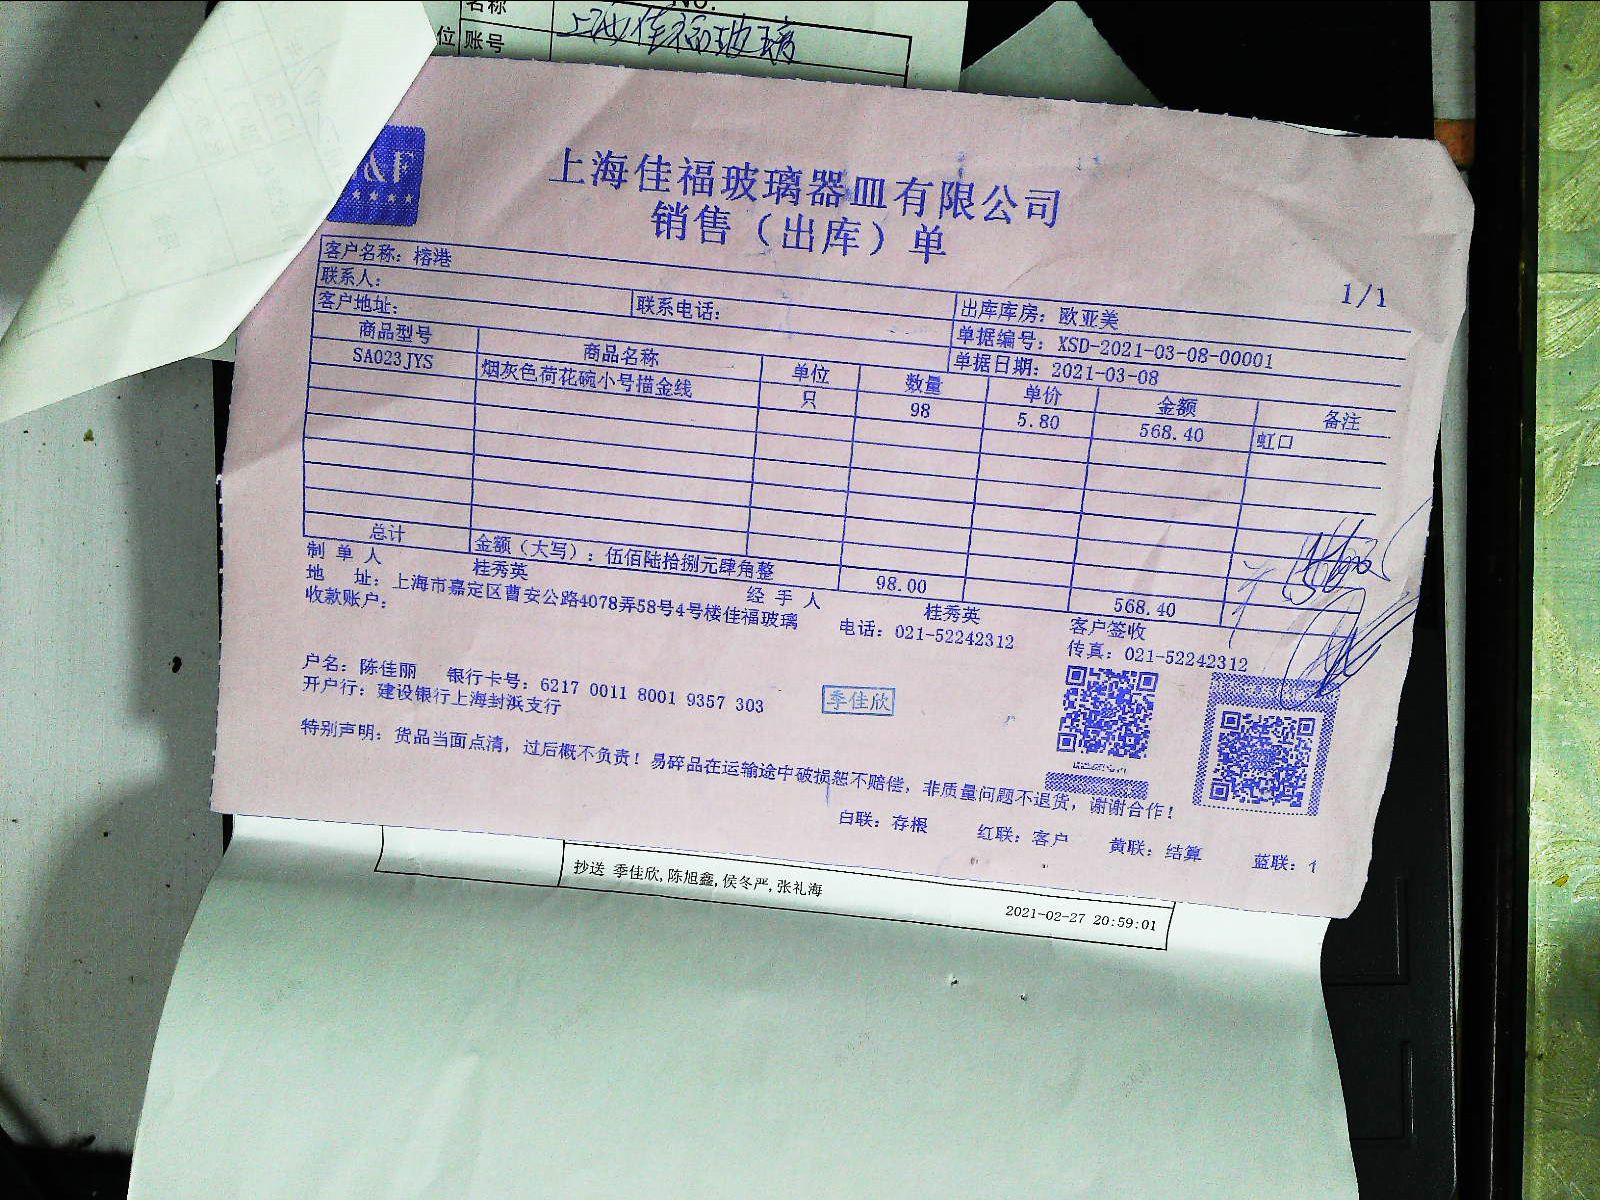 名称
NO.
位 账号 上海佳福玻璃
&F
上海佳福玻璃器皿有限公司
销售（出库）单
1/1
客户名称：榕港
联系人：
客户地址： 联系电话：
出库库房：欧亚美
单据编号：XSD-2021-03-08-00001
单据日期：2021-03-08
商品型号 商品名称 单位 数量 单价 金额 备注
SA023JYS 烟灰色荷花碗小号描金线 只 98 5.80 568.40 虹口
总计 金额（大写）：伍佰陆拾捌元肆角整 98.00 568.40
制单人 桂秀英 经手人 桂秀英 客户签收
地 址：上海市嘉定区曹安公路4078弄58号4号楼佳福玻璃 电话：021-52242312 传真：021-52242312
收款账户：
户名：陈佳丽 银行卡号：6217 0011 8001 9357 303
开户行：建设银行上海封浜支行
季佳欣
特别声明：货品当面点清，过后概不负责！易碎品在运输途中破损恕不赔偿，非质量问题不退货，谢谢合作！
白联：存根 红联：客户 黄联：结算 蓝联：1
抄送 季佳欣,陈旭鑫,侯冬严,张礼海
2021-02-27 20:59:01